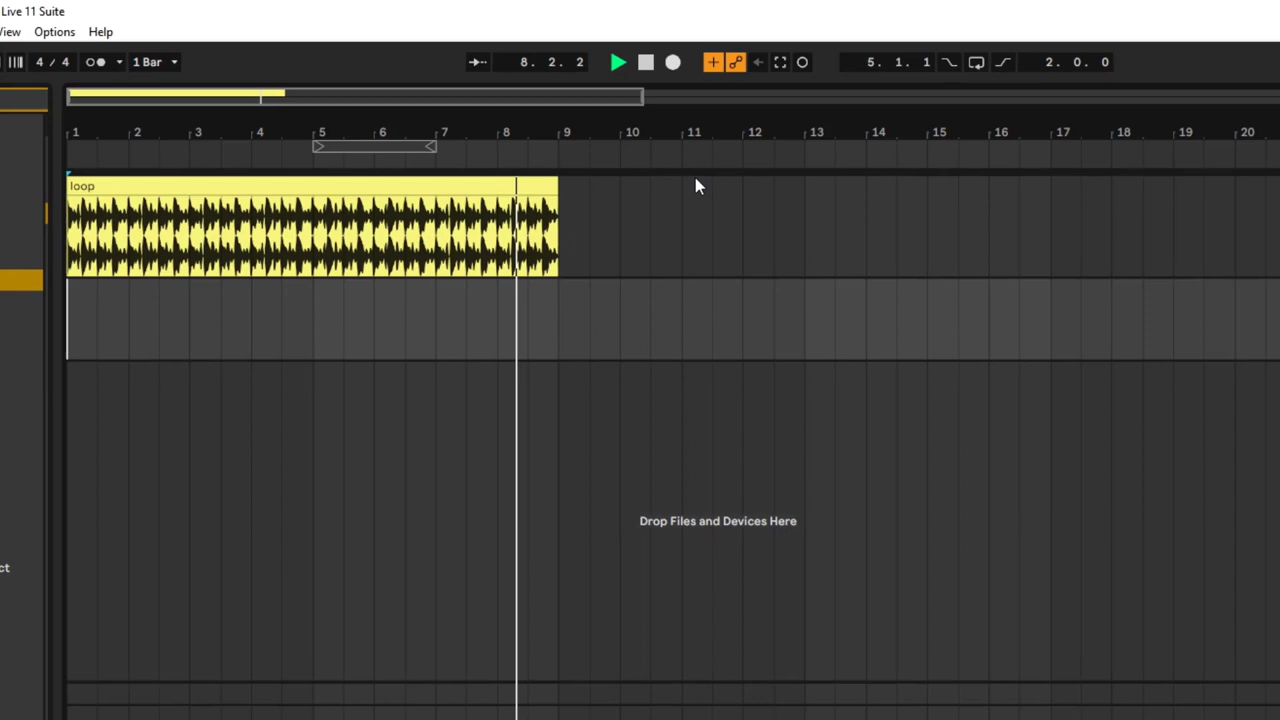 Live 11 Suite
View Options Help
4 / 4 1 Bar 8. 2. 2 5. 1. 1 2. 0. 0
1 2 3 4 5 6 7 8 9 10 11 12 13 14 15 16 17 18 19 20
loop
Drop Files and Devices Here
ct